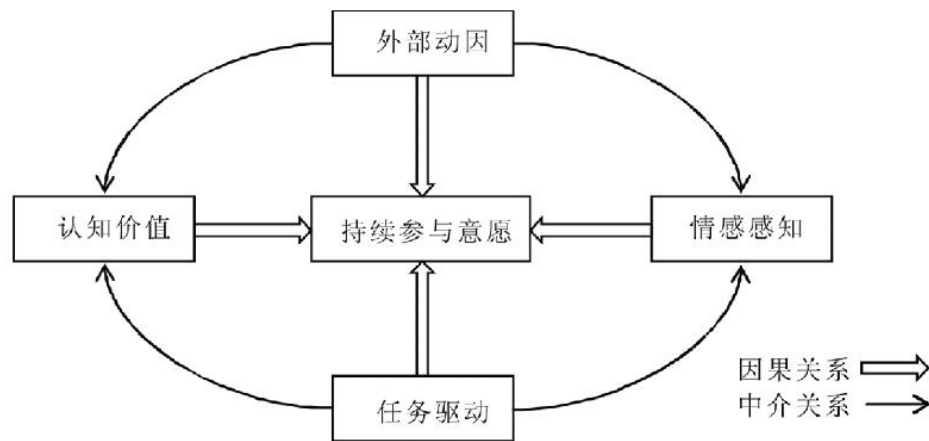 外部动因
认知价值
持续参与意愿
情感感知
任务驱动
因果关系
中介关系